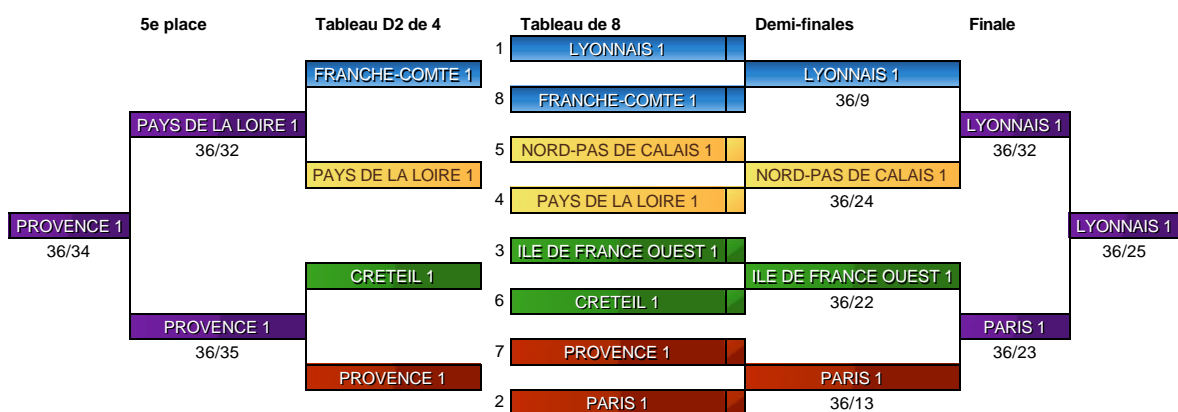 5e place Tableau D2 de 4 Tableau de 8 Demi-finales Finale
1 LYONNAIS 1
FRANCHE-COMTE 1 LYONNAIS 1
8 FRANCHE-COMTE 1 36/9
PAYS DE LA LOIRE 1 LYONNAIS 1
36/32 5 NORD-PAS DE CALAIS 1 36/32
PAYS DE LA LOIRE 1 NORD-PAS DE CALAIS 1
4 PAYS DE LA LOIRE 1 36/24
PROVENCE 1 LYONNAIS 1
36/34 3 ILE DE FRANCE OUEST 1 36/25
CRETEIL 1 ILE DE FRANCE OUEST 1
6 CRETEIL 1 36/22
PROVENCE 1 PARIS 1
36/35 7 PROVENCE 1 36/23
PROVENCE 1 PARIS 1
2 PARIS 1 36/13